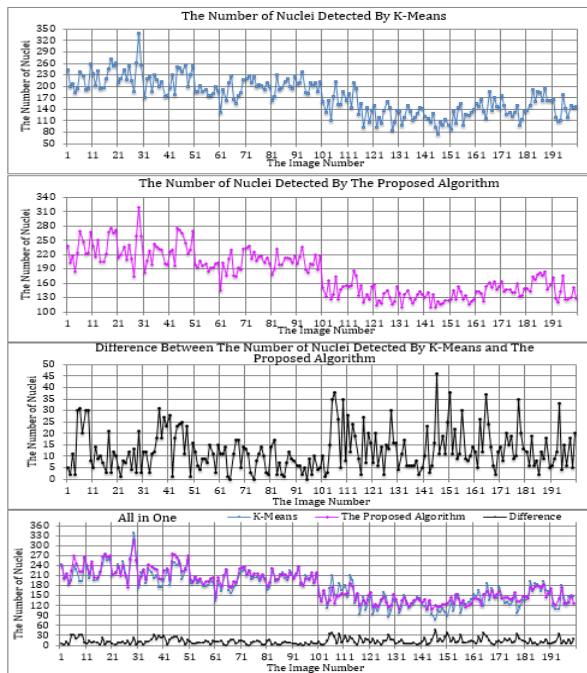 The Number of Nuclei Detected By K-Means
The Number of Nuclei
350
320
290
260
230
200
170
140
110
80
50
1 11 21 31 41 51 61 71 81 91 101 111 121 131 141 151 161 171 181 191
The Image Number
The Number of Nuclei Detected By The Proposed Algorithm
The Number of Nuclei
340
310
280
250
220
190
160
130
100
1 11 21 31 41 51 61 71 81 91 101 111 121 131 141 151 161 171 181 191
The Image Number
Difference Between The Number of Nuclei Detected By K-Means and The
Proposed Algorithm
The Number of Nuclei
50
45
40
35
30
25
20
15
10
5
0
1 11 21 31 41 51 61 71 81 91 101 111 121 131 141 151 161 171 181 191
The Image Number
All in One
K-Means The Proposed Algorithm Difference
The Number of Nuclei
360
330
300
270
240
210
180
150
120
90
60
30
0
1 11 21 31 41 51 61 71 81 91 101 111 121 131 141 151 161 171 181 191
The Image Number